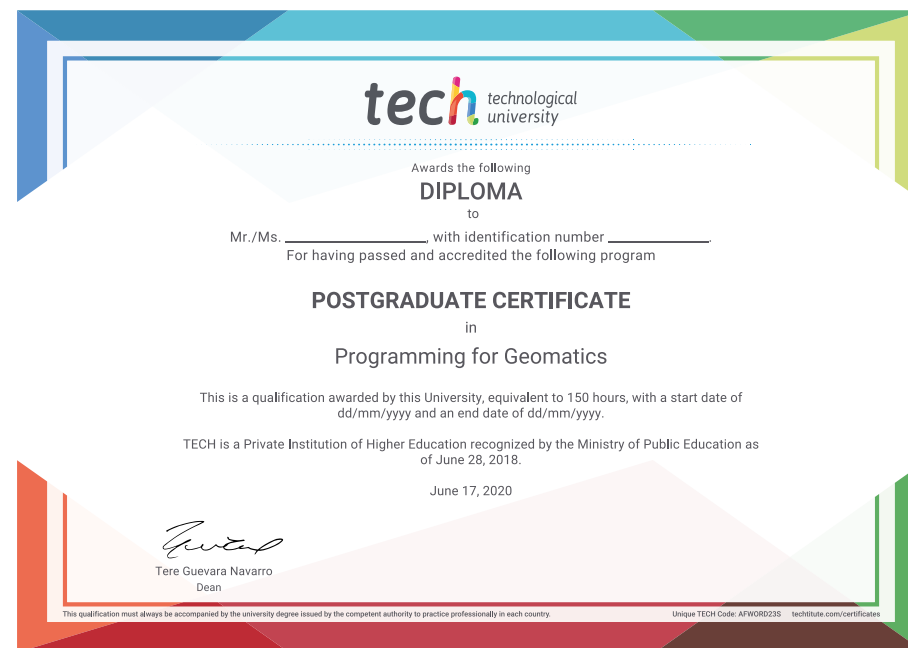 tech technological
university
Awards the following
DIPLOMA
to
Mr./Ms. ____________, with identification number ____________.
For having passed and accredited the following program
POSTGRADUATE CERTIFICATE
in
Programming for Geomatics
This is a qualification awarded by this University, equivalent to 150 hours, with a start date of
dd/mm/yyyy and an end date of dd/mm/yyyy.
TECH is a Private Institution of Higher Education recognized by the Ministry of Public Education as
of June 28, 2018.
June 17, 2020
Tere Guevara Navarro
Dean
This qualification must always be accompanied by the university degree issued by the competent authority to practice professionally in each country. Unique TECH Code: AFWORD23S techtitute.com/certificates